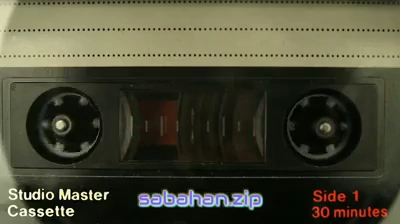 Studio Master
Cassette
sabahan.zip
Side 1
30 minutes